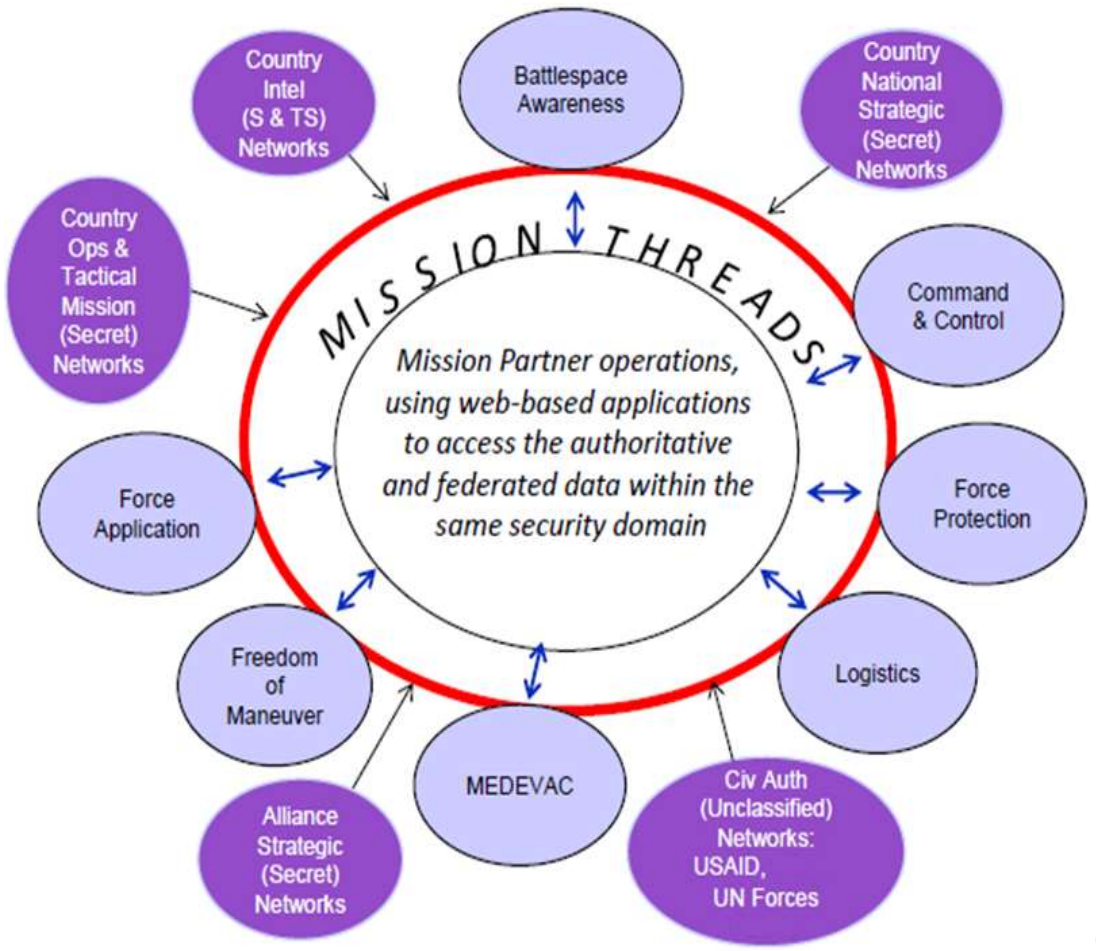 Country
Intel
(S & TS)
Networks
Battlespace
Awareness
Country
National
Strategic
(Secret)
Networks
Country
Ops &
Tactical
Mission
(Secret)
Networks
MISSION THREADS
Command
& Control
Mission Partner operations,
using web-based applications
to access the authoritative
and federated data within the
same security domain
Force
Application
Force
Protection
Freedom
of
Maneuver
Logistics
MEDEVAC
Alliance
Strategic
(Secret)
Networks
Civ Auth
(Unclassified)
Networks:
USAID,
UN Forces